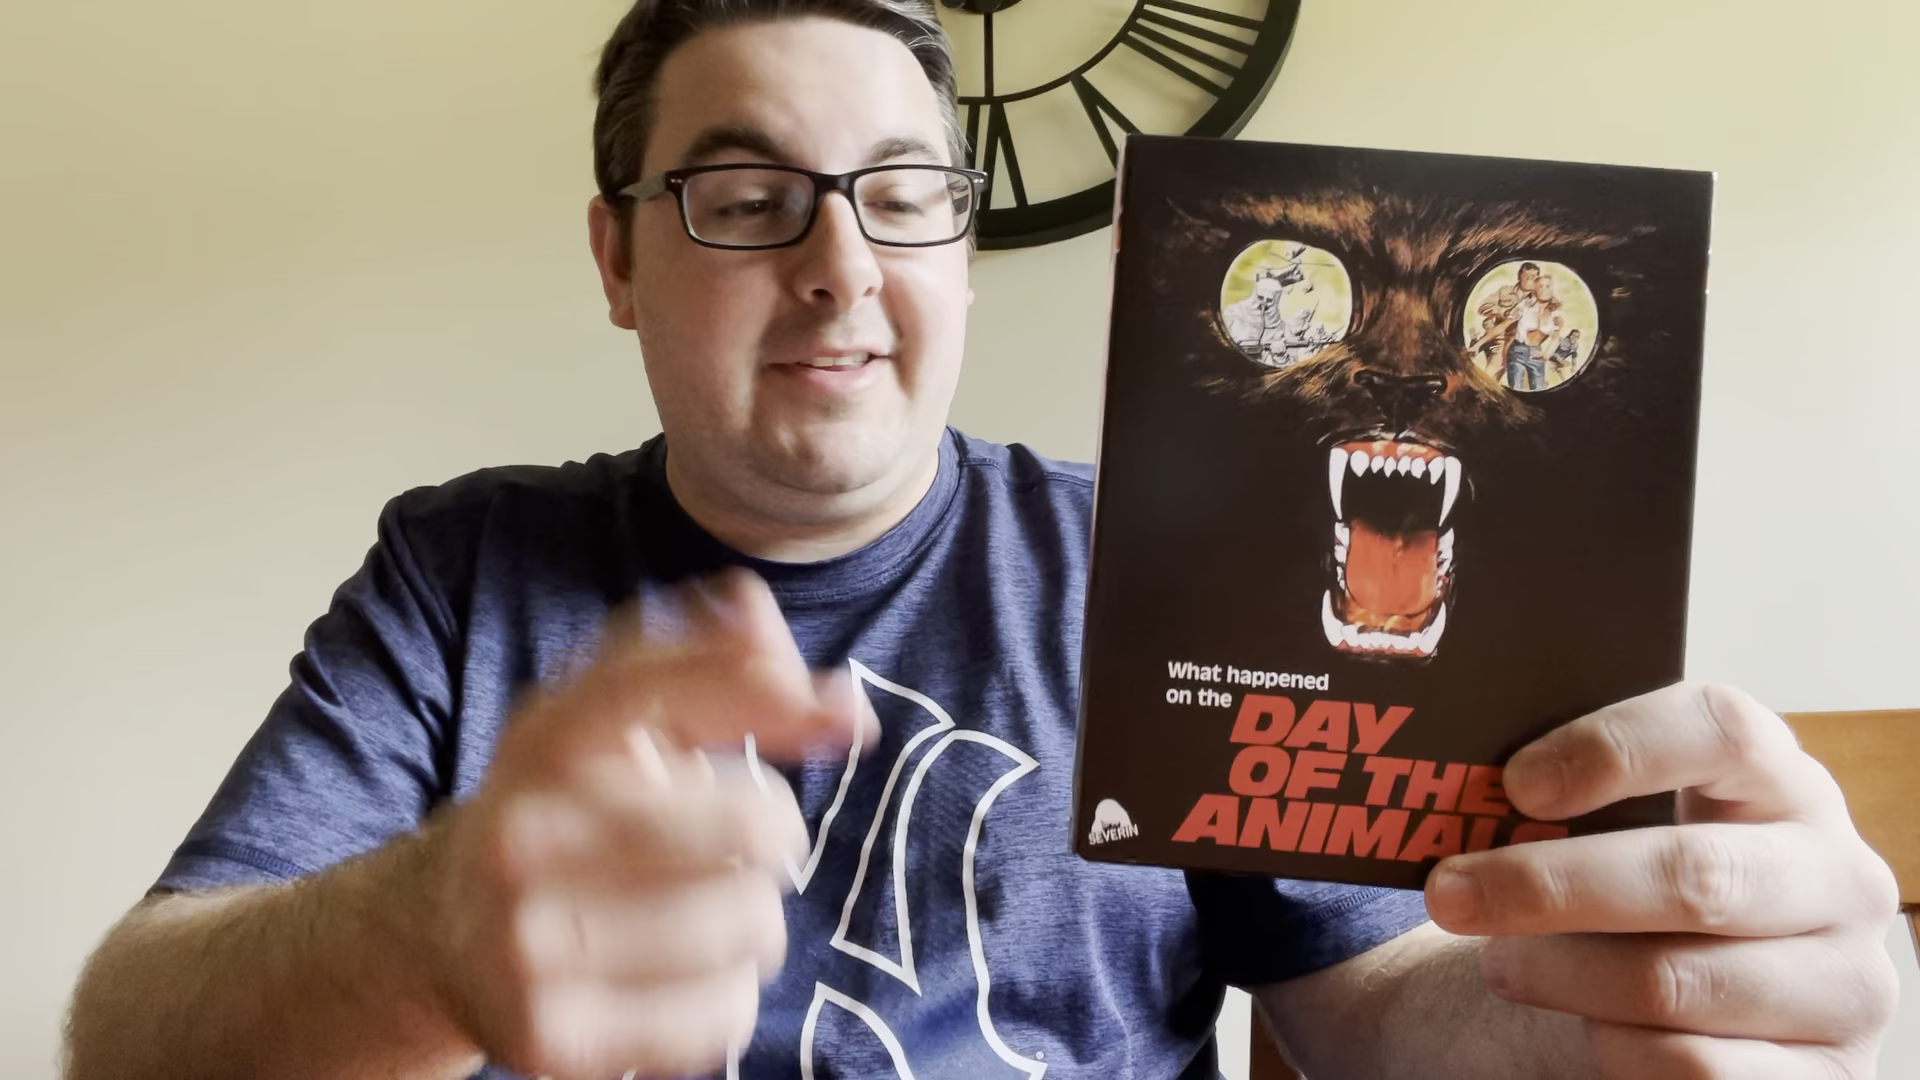 What happened
on the
DAY
OF THE
ANIMALS
SEVERIN